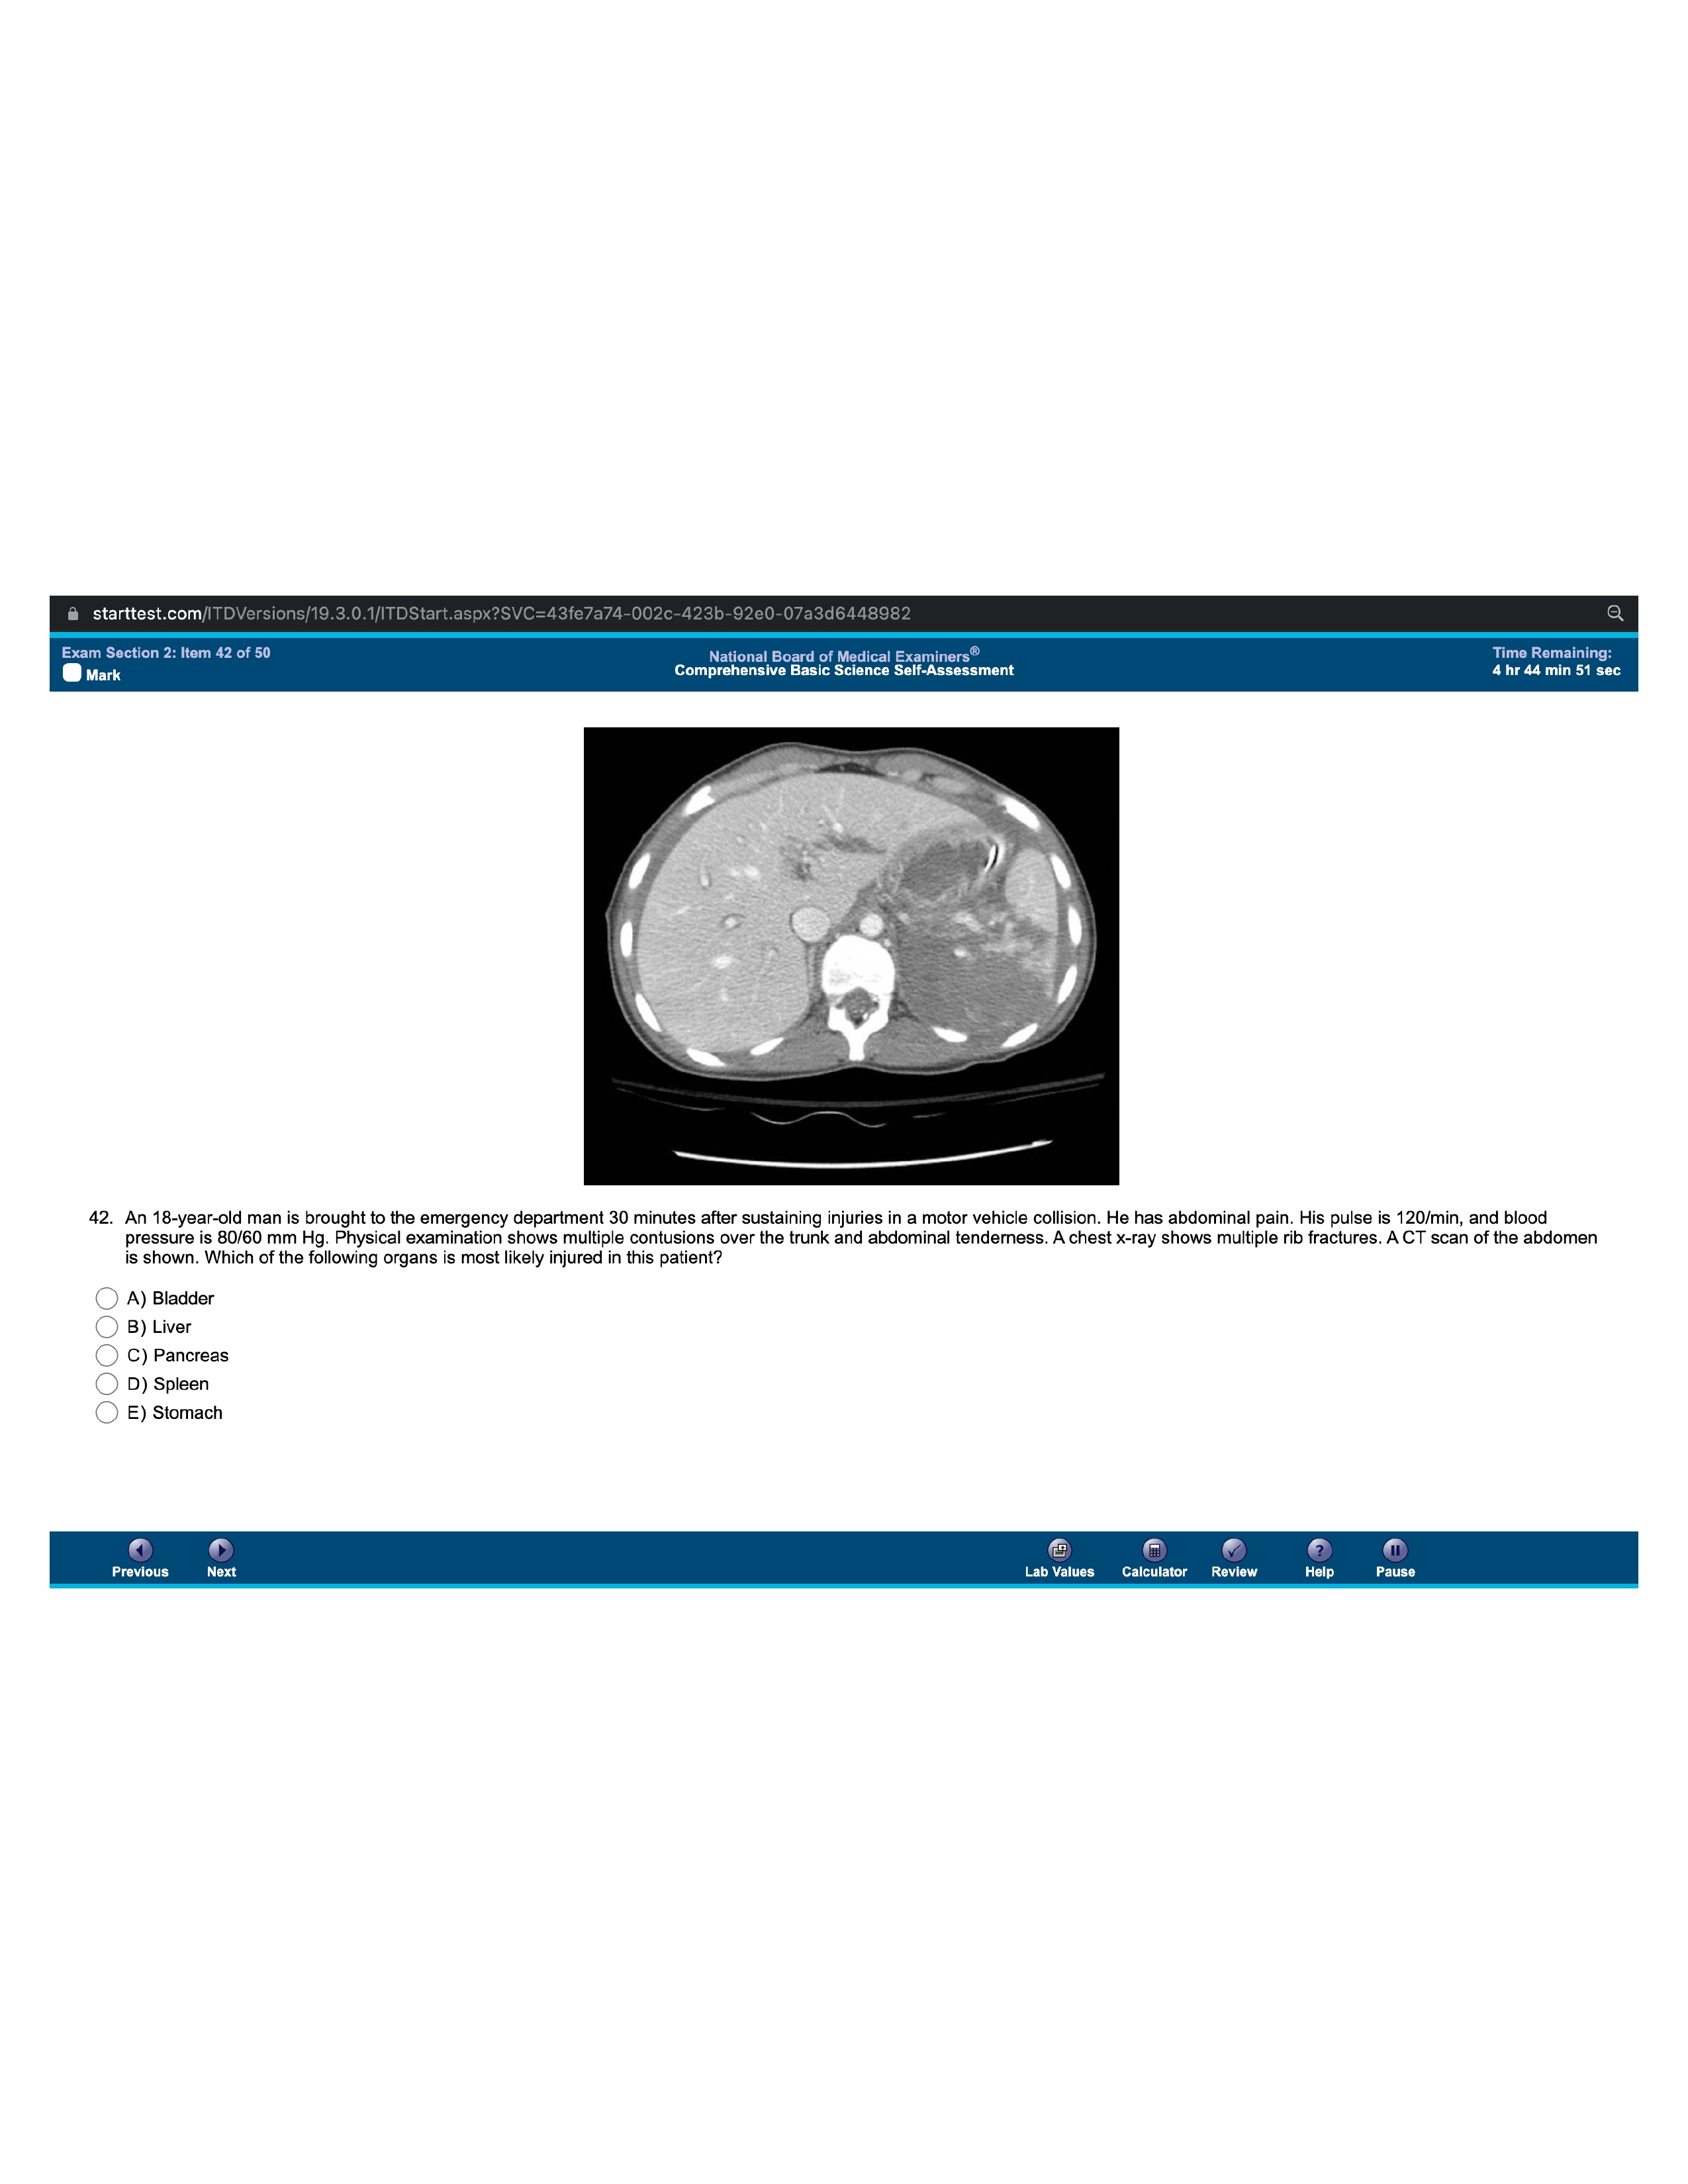 starttest.com/ITDVersions/19.3.0.1/ITDStart.aspx?SVC=43fe7a74-002c-423b-92e0-07a3d6448982
Exam Section 2: Item 42 of 50
National Board of Medical Examiners®
Time Remaining:
Mark
Comprehensive Basic Science Self-Assessment
4 hr 44 min 51 sec
42. An 18-year-old man is brought to the emergency department 30 minutes after sustaining injuries in a motor vehicle collision. He has abdominal pain. His pulse is 120/min, and blood
pressure is 80/60 mm Hg. Physical examination shows multiple contusions over the trunk and abdominal tenderness. A chest x-ray shows multiple rib fractures. A CT scan of the abdomen
is shown. Which of the following organs is most likely injured in this patient?
A) Bladder
B) Liver
C) Pancreas
D) Spleen
E) Stomach
Previous Next Lab Values Calculator Review Help Pause